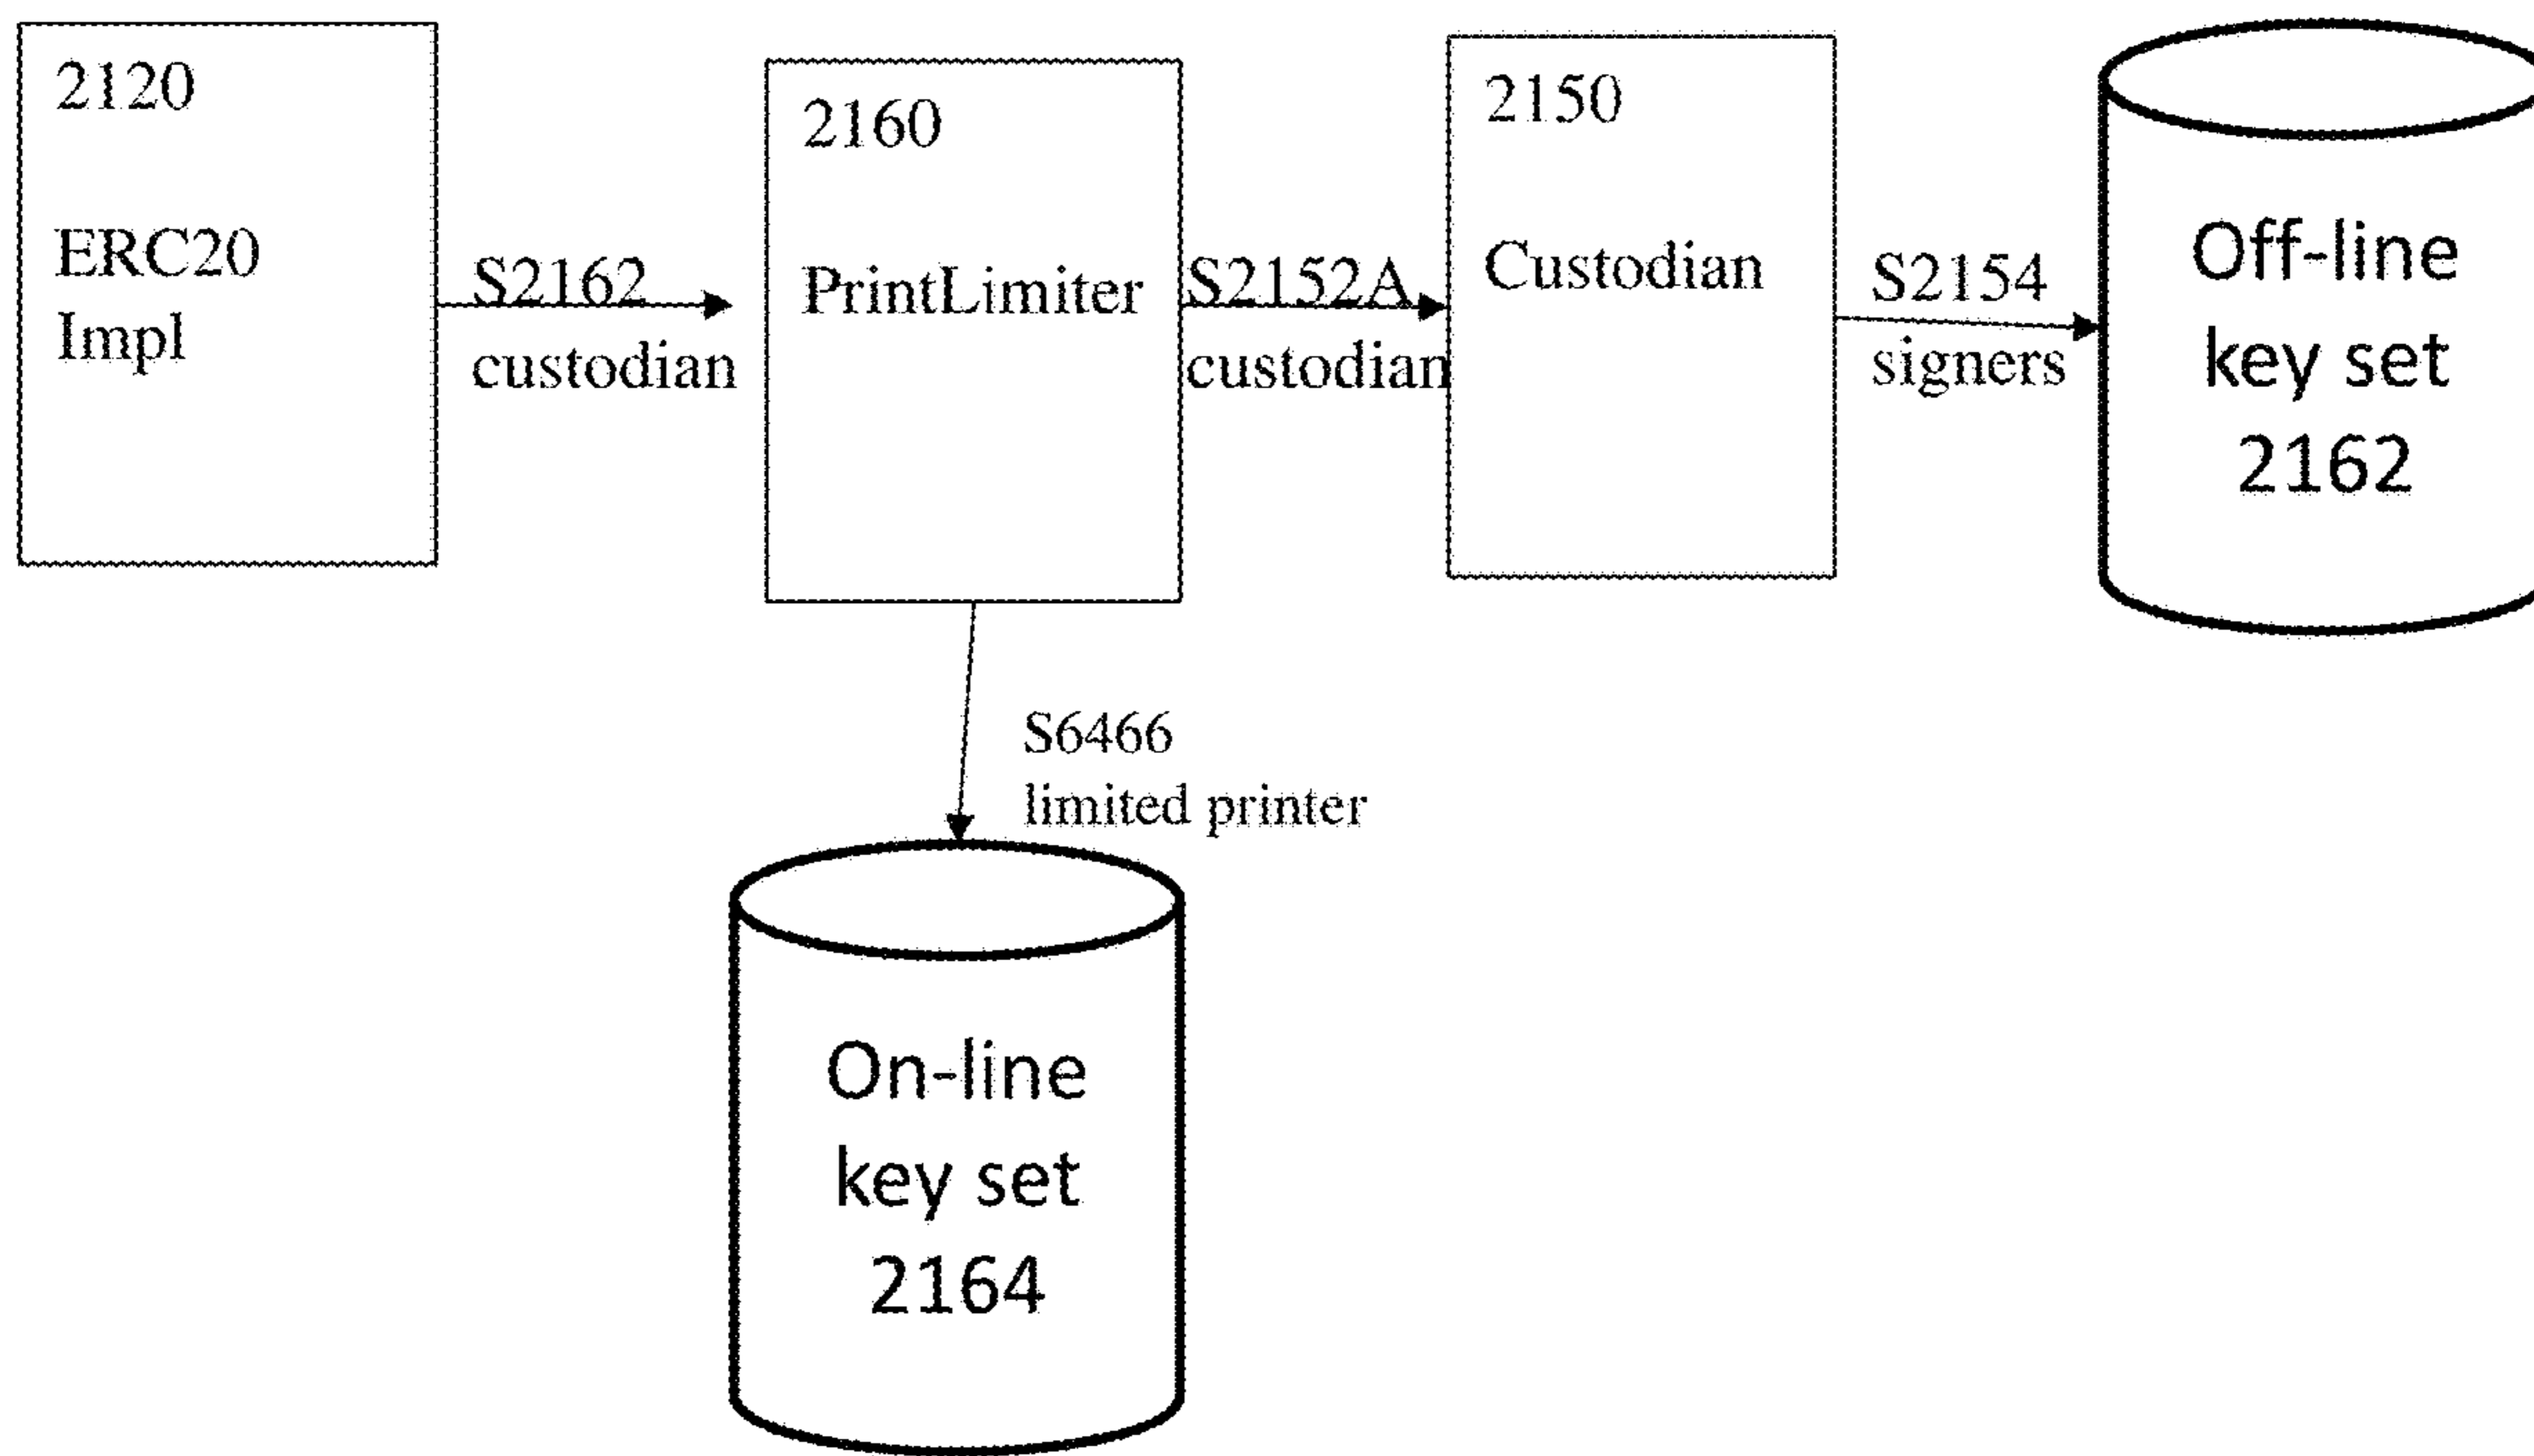 2120
ERC20
Impl
S2162
custodian
2160
PrintLimiter
S2152A
custodian
2150
Custodian
S2154
signers
Off-line
key set
2162
S6466
limited printer
On-line
key set
2164